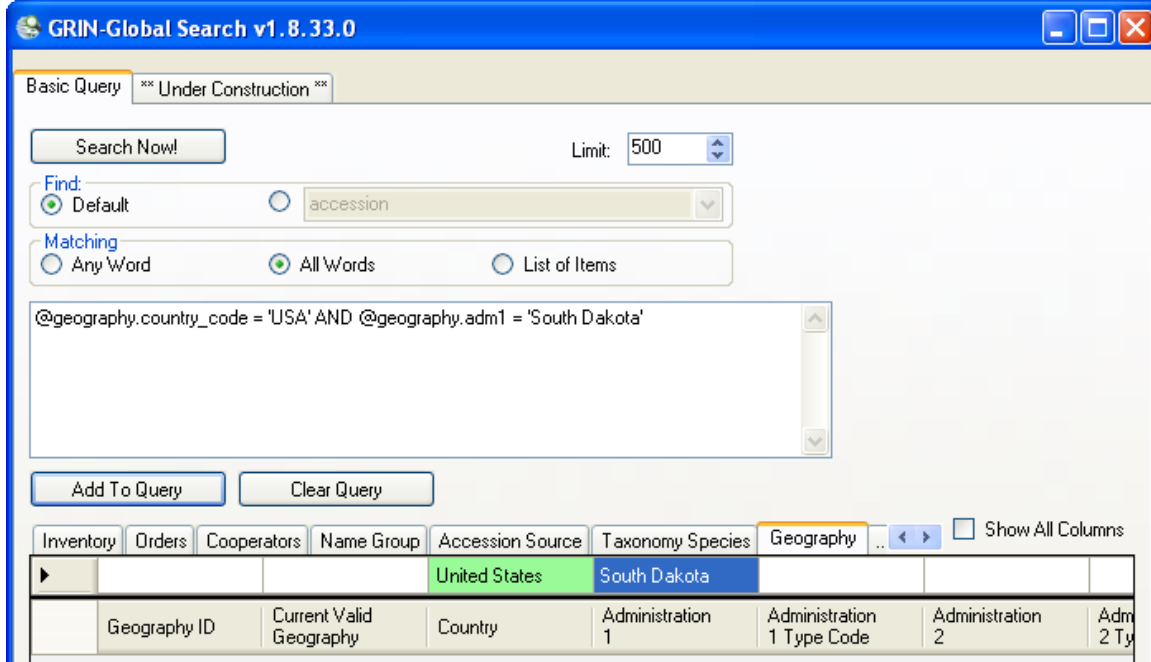 GRIN-Global Search v1.8.33.0
Basic Query ** Under Construction **
Search Now! Limit: 500
Find:
Default accession
Matching
Any Word All Words List of Items
@geography.country_code = 'USA' AND @geography.adm1 = 'South Dakota'
Add To Query Clear Query
Inventory Orders Cooperators Name Group Accession Source Taxonomy Species Geography .. Show All Columns
United States South Dakota
Geography ID Current Valid Geography Country Administration 1 Administration 1 Type Code Administration 2 Adm 2 Ty